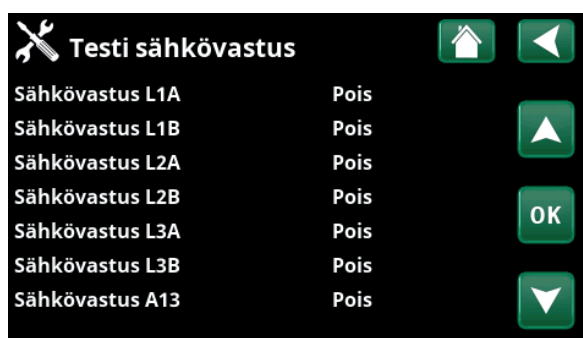 Testi sähkövastus
Sähkövastus L1A Pois
Sähkövastus L1B Pois
Sähkövastus L2A Pois
Sähkövastus L2B Pois
Sähkövastus L3A Pois
Sähkövastus L3B Pois
Sähkövastus A13 Pois
OK